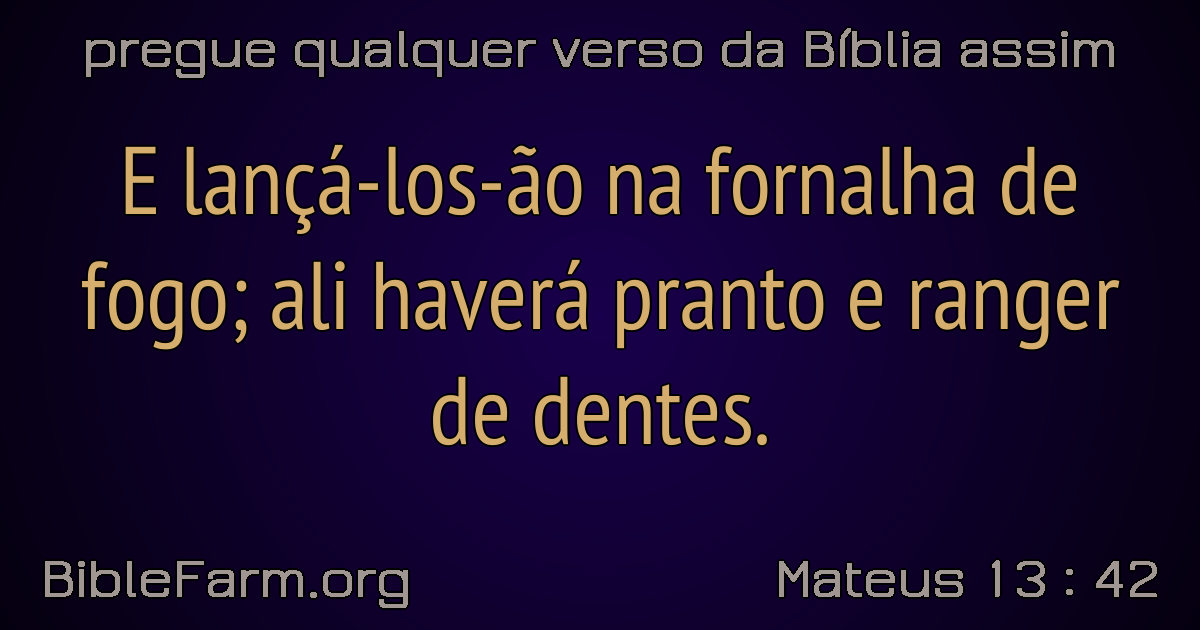 pregue qualquer verso da Bíblia assim
E lançá-los-ão na fornalha de
fogo; ali haverá pranto e ranger
de dentes.
BibleFarm.org
Mateus 13 : 42